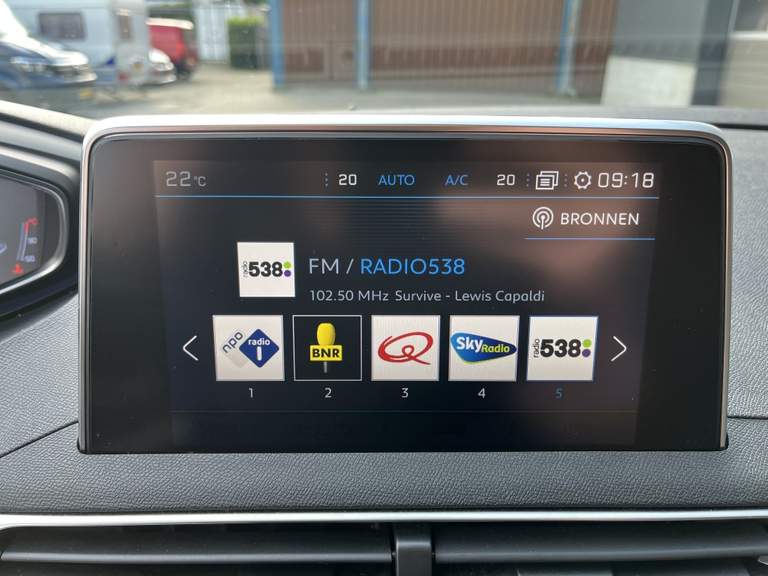 22°C 20 AUTO A/C 20 09:18
BRONNEN
radio 538
FM / RADIO538
102.50 MHz Survive - Lewis Capaldi
npo radio 1
BNR
Sky Radio
radio 538
1 2 3 4 5